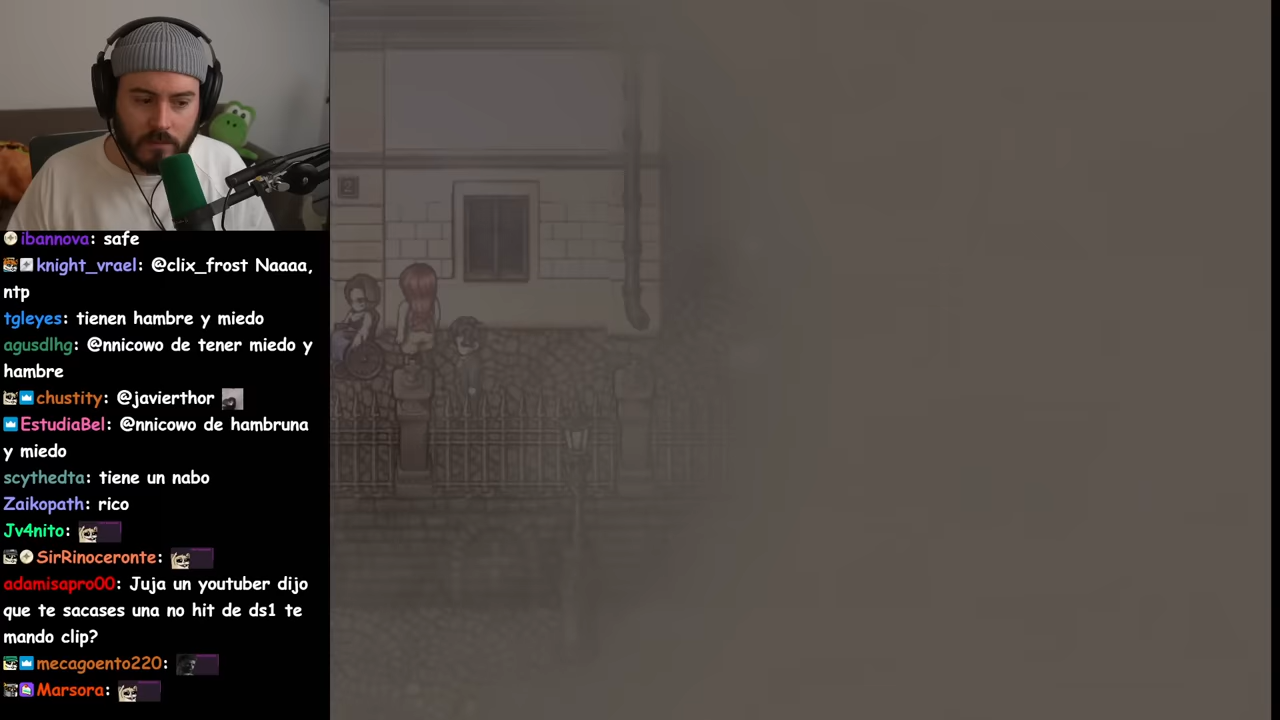 ibannova: safe
knight_vrael: @clix_frost Naaaa,
ntp
tgleyes: tienen hambre y miedo
agusdlhg: @nnicowo de tener miedo y
hambre
chustity: @javierthor
EstudiaBel: @nnicowo de hambruna
y miedo
scythedta: tiene un nabo
Zaikopath: rico
Jv4nito:
SirRinoceronte:
adamisapro00: Juja un youtuber dijo
que te sacases una no hit de ds1 te
mando clip?
mecagoento220:
Marsora:
2